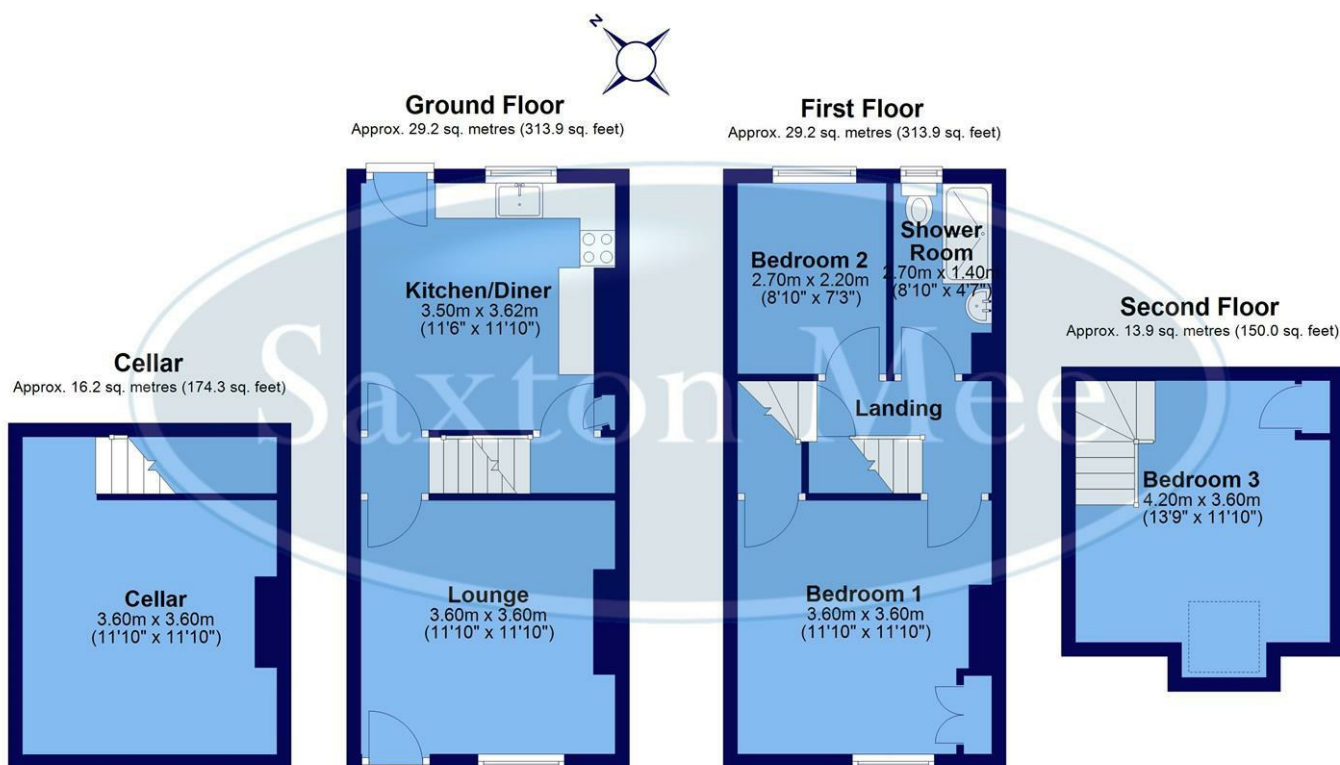 N
Ground Floor
Approx. 29.2 sq. metres (313.9 sq. feet)
First Floor
Approx. 29.2 sq. metres (313.9 sq. feet)
Kitchen/Diner
3.50m x 3.62m
(11'6" x 11'10")
Bedroom 2
2.70m x 2.20m
(8'10" x 7'3")
Shower
Room
2.70m x 1.40m
(8'10" x 4'7")
Second Floor
Approx. 13.9 sq. metres (150.0 sq. feet)
Cellar
Approx. 16.2 sq. metres (174.3 sq. feet)
Saxton Mee
Landing
Bedroom 3
4.20m x 3.60m
(13'9" x 11'10")
Cellar
3.60m x 3.60m
(11'10" x 11'10")
Lounge
3.60m x 3.60m
(11'10" x 11'10")
Bedroom 1
3.60m x 3.60m
(11'10" x 11'10")